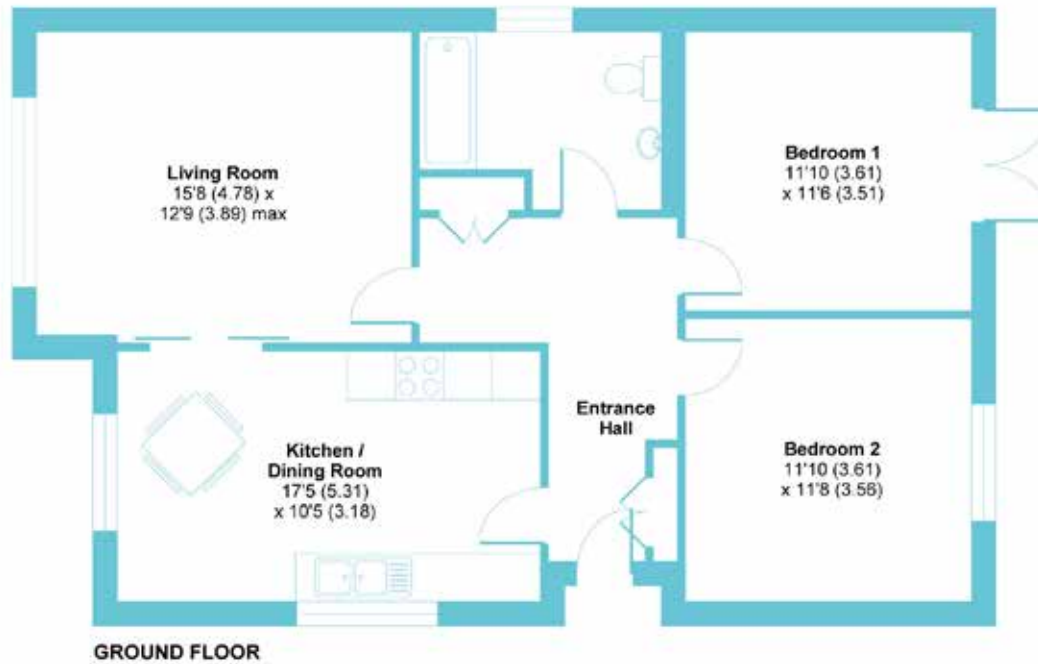 Living Room
15'8 (4.78) x
12'9 (3.89) max
Bedroom 1
11'10 (3.61)
x 11'6 (3.51)
Kitchen /
Dining Room
17'5 (5.31)
x 10'5 (3.18)
Entrance
Hall
Bedroom 2
11'10 (3.61)
x 11'8 (3.56)
GROUND FLOOR